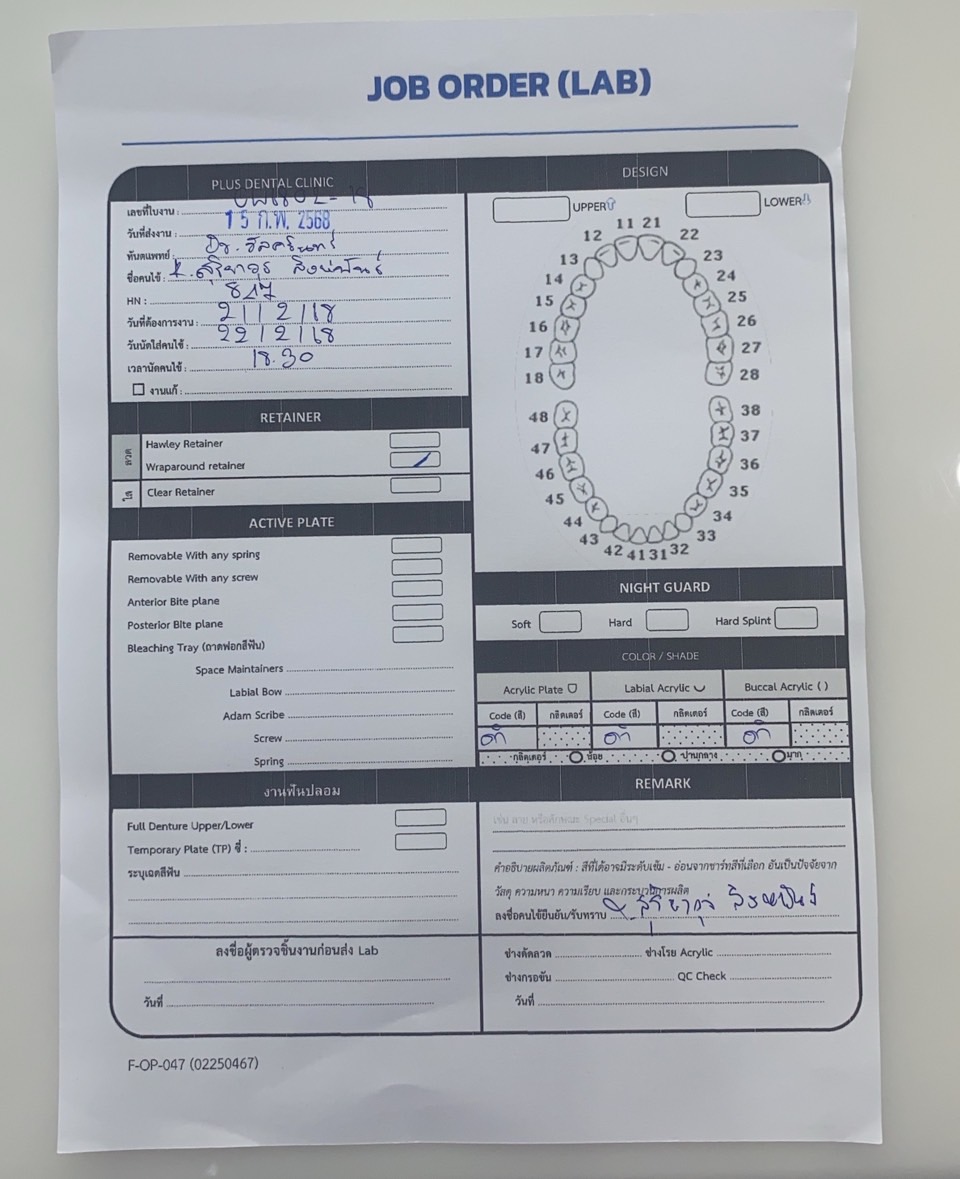 JOB ORDER (LAB)
PLUS DENTAL CLINIC
เลขที่ใบงาน :
วันที่ส่งงาน : 15 ก.พ. 2568
ทันตแพทย์ :
ชื่อคนไข้ :
HN : 817
วันที่ต้องการงาน : 21/2/68
วันนัดใส่คนไข้ : 22/2/68
เวลานัดคนไข้ : 18.30
งานแก้ :
RETAINER
ลวด
Hawley Retainer
Wraparound retainer
ใส
Clear Retainer
ACTIVE PLATE
Removable With any spring
Removable With any screw
Anterior Bite plane
Posterior Bite plane
Bleaching Tray (ถาดฟอกสีฟัน)
Space Maintainers
Labial Bow
Adam Scribe
Screw
Spring
งานฟันปลอม
Full Denture Upper/Lower
Temporary Plate (TP) ซี่ :
ระบุเฉดสีฟัน
ลงชื่อผู้ตรวจชิ้นงานก่อนส่ง Lab
วันที่
DESIGN
UPPER
LOWER
11 21
12 22
13 23
14 24
15 25
16 26
17 27
18 28
48 38
47 37
46 36
45 35
44 34
43 33
42 41 31 32
NIGHT GUARD
Soft Hard Hard Splint
COLOR / SHADE
Acrylic Plate Labial Acrylic Buccal Acrylic ( )
Code (สี) กลิตเตอร์ Code (สี) กลิตเตอร์ Code (สี) กลิตเตอร์
กลิตเตอร์ น้อย ปานกลาง มาก
REMARK
เช่น ลาย หรือลักษณะ Special อื่นๆ
คำอธิบายผลิตภัณฑ์ : สีที่ได้อาจมีระดับเข้ม - อ่อนจากชาร์ทสีที่เลือก อันเป็นปัจจัยจาก
วัสดุ ความหนา ความเรียบ และกระบวนการผลิต
ลงชื่อคนไข้ยืนยัน/รับทราบ
ช่างดัดลวด ช่างโรย Acrylic
ช่างกรอขัน QC Check
วันที่
F-OP-047 (02250467)